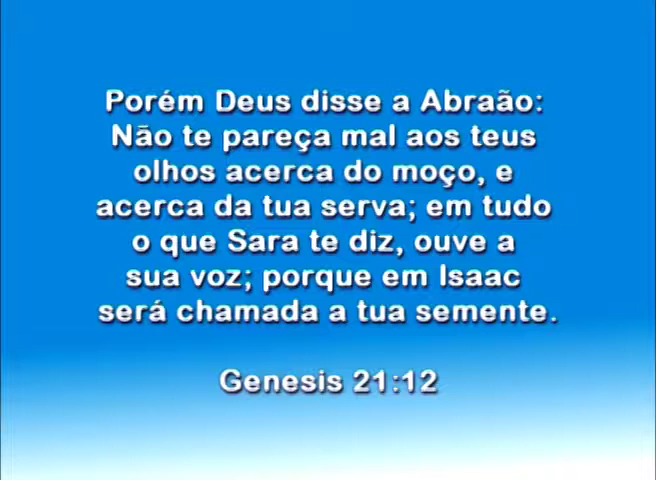 Porém Deus disse a Abraão:
Não te pareça mal aos teus
olhos acerca do moço, e
acerca da tua serva; em tudo
o que Sara te diz, ouve a
sua voz; porque em Isaac
será chamada a tua semente.
Genesis 21:12